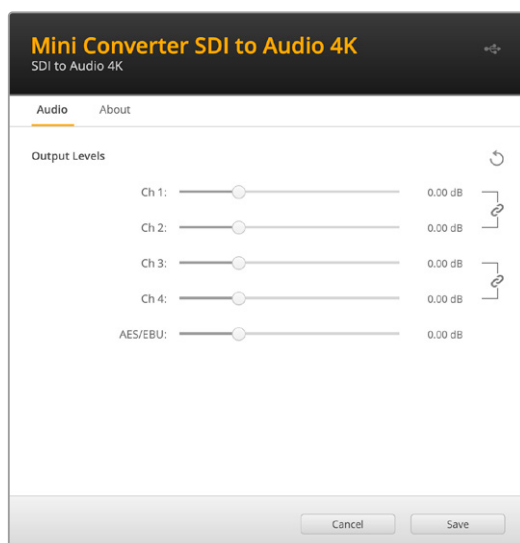 Mini Converter SDI to Audio 4K
SDI to Audio 4K
Audio About
Output Levels
Ch 1: 0.00 dB
Ch 2: 0.00 dB
Ch 3: 0.00 dB
Ch 4: 0.00 dB
AES/EBU: 0.00 dB
Cancel Save